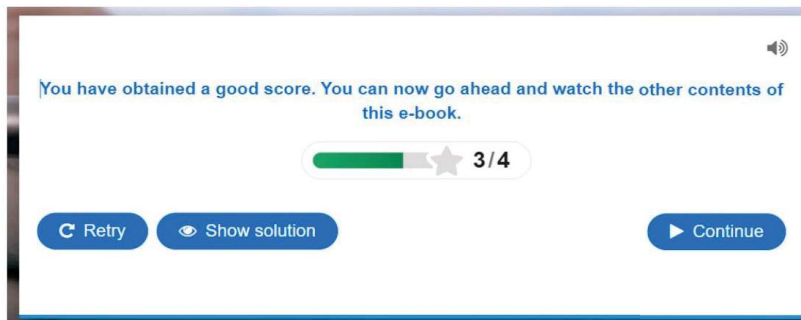 You have obtained a good score. You can now go ahead and watch the other contents of
this e-book.
3/4
Retry
Show solution
Continue